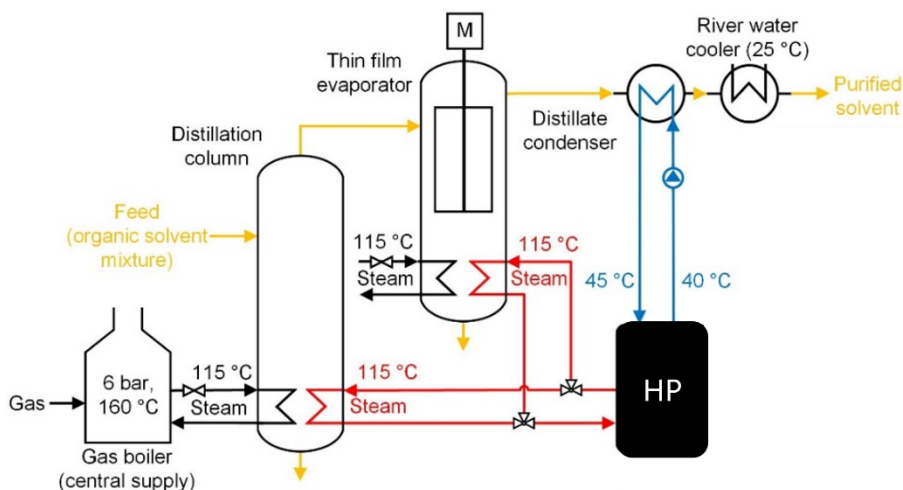 M
River water
cooler (25 °C)
Thin film
evaporator
Purified
solvent
Distillate
condenser
Distillation
column
Feed
(organic solvent
mixture)
115 °C
Steam
115 °C
Steam
45 °C
40 °C
HP
Gas
6 bar,
160 °C
115 °C
Steam
115 °C
Steam
Gas boiler
(central supply)